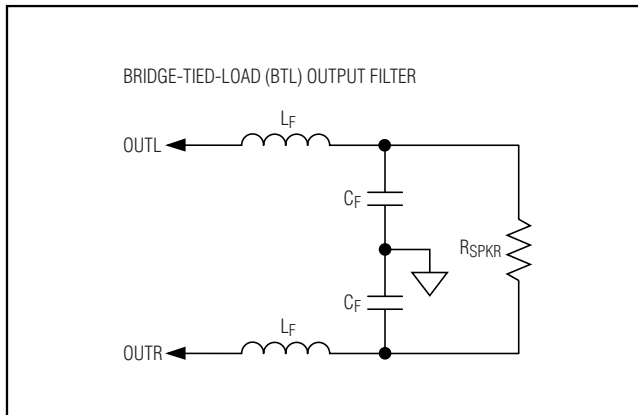 BRIDGE-TIED-LOAD (BTL) OUTPUT FILTER
LF
OUTL
CF
RSPKR
CF
LF
OUTR